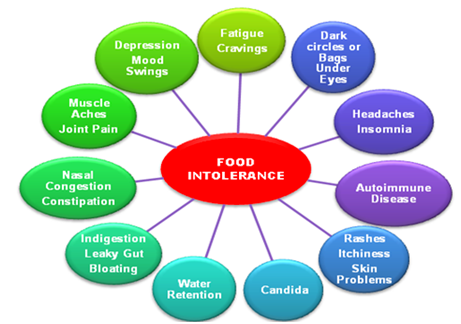 Fatigue
Cravings
Dark
circles or
Bags
Under
Eyes
Headaches
Insomnia
Autoimmune
Disease
Rashes
Itchiness
Skin
Problems
Candida
Water
Retention
Indigestion
Leaky Gut
Bloating
Nasal
Congestion
Constipation
Muscle
Aches
Joint Pain
Depression
Mood
Swings
FOOD
INTOLERANCE